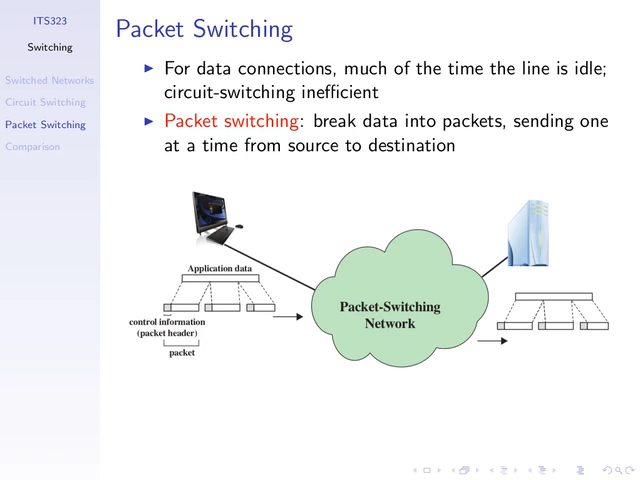 ITS323
Switching
Switched Networks
Circuit Switching
Packet Switching
Comparison
Packet Switching
For data connections, much of the time the line is idle;
circuit-switching inefficient
Packet switching: break data into packets, sending one
at a time from source to destination
Application data
control information
(packet header)
packet
Packet-Switching
Network